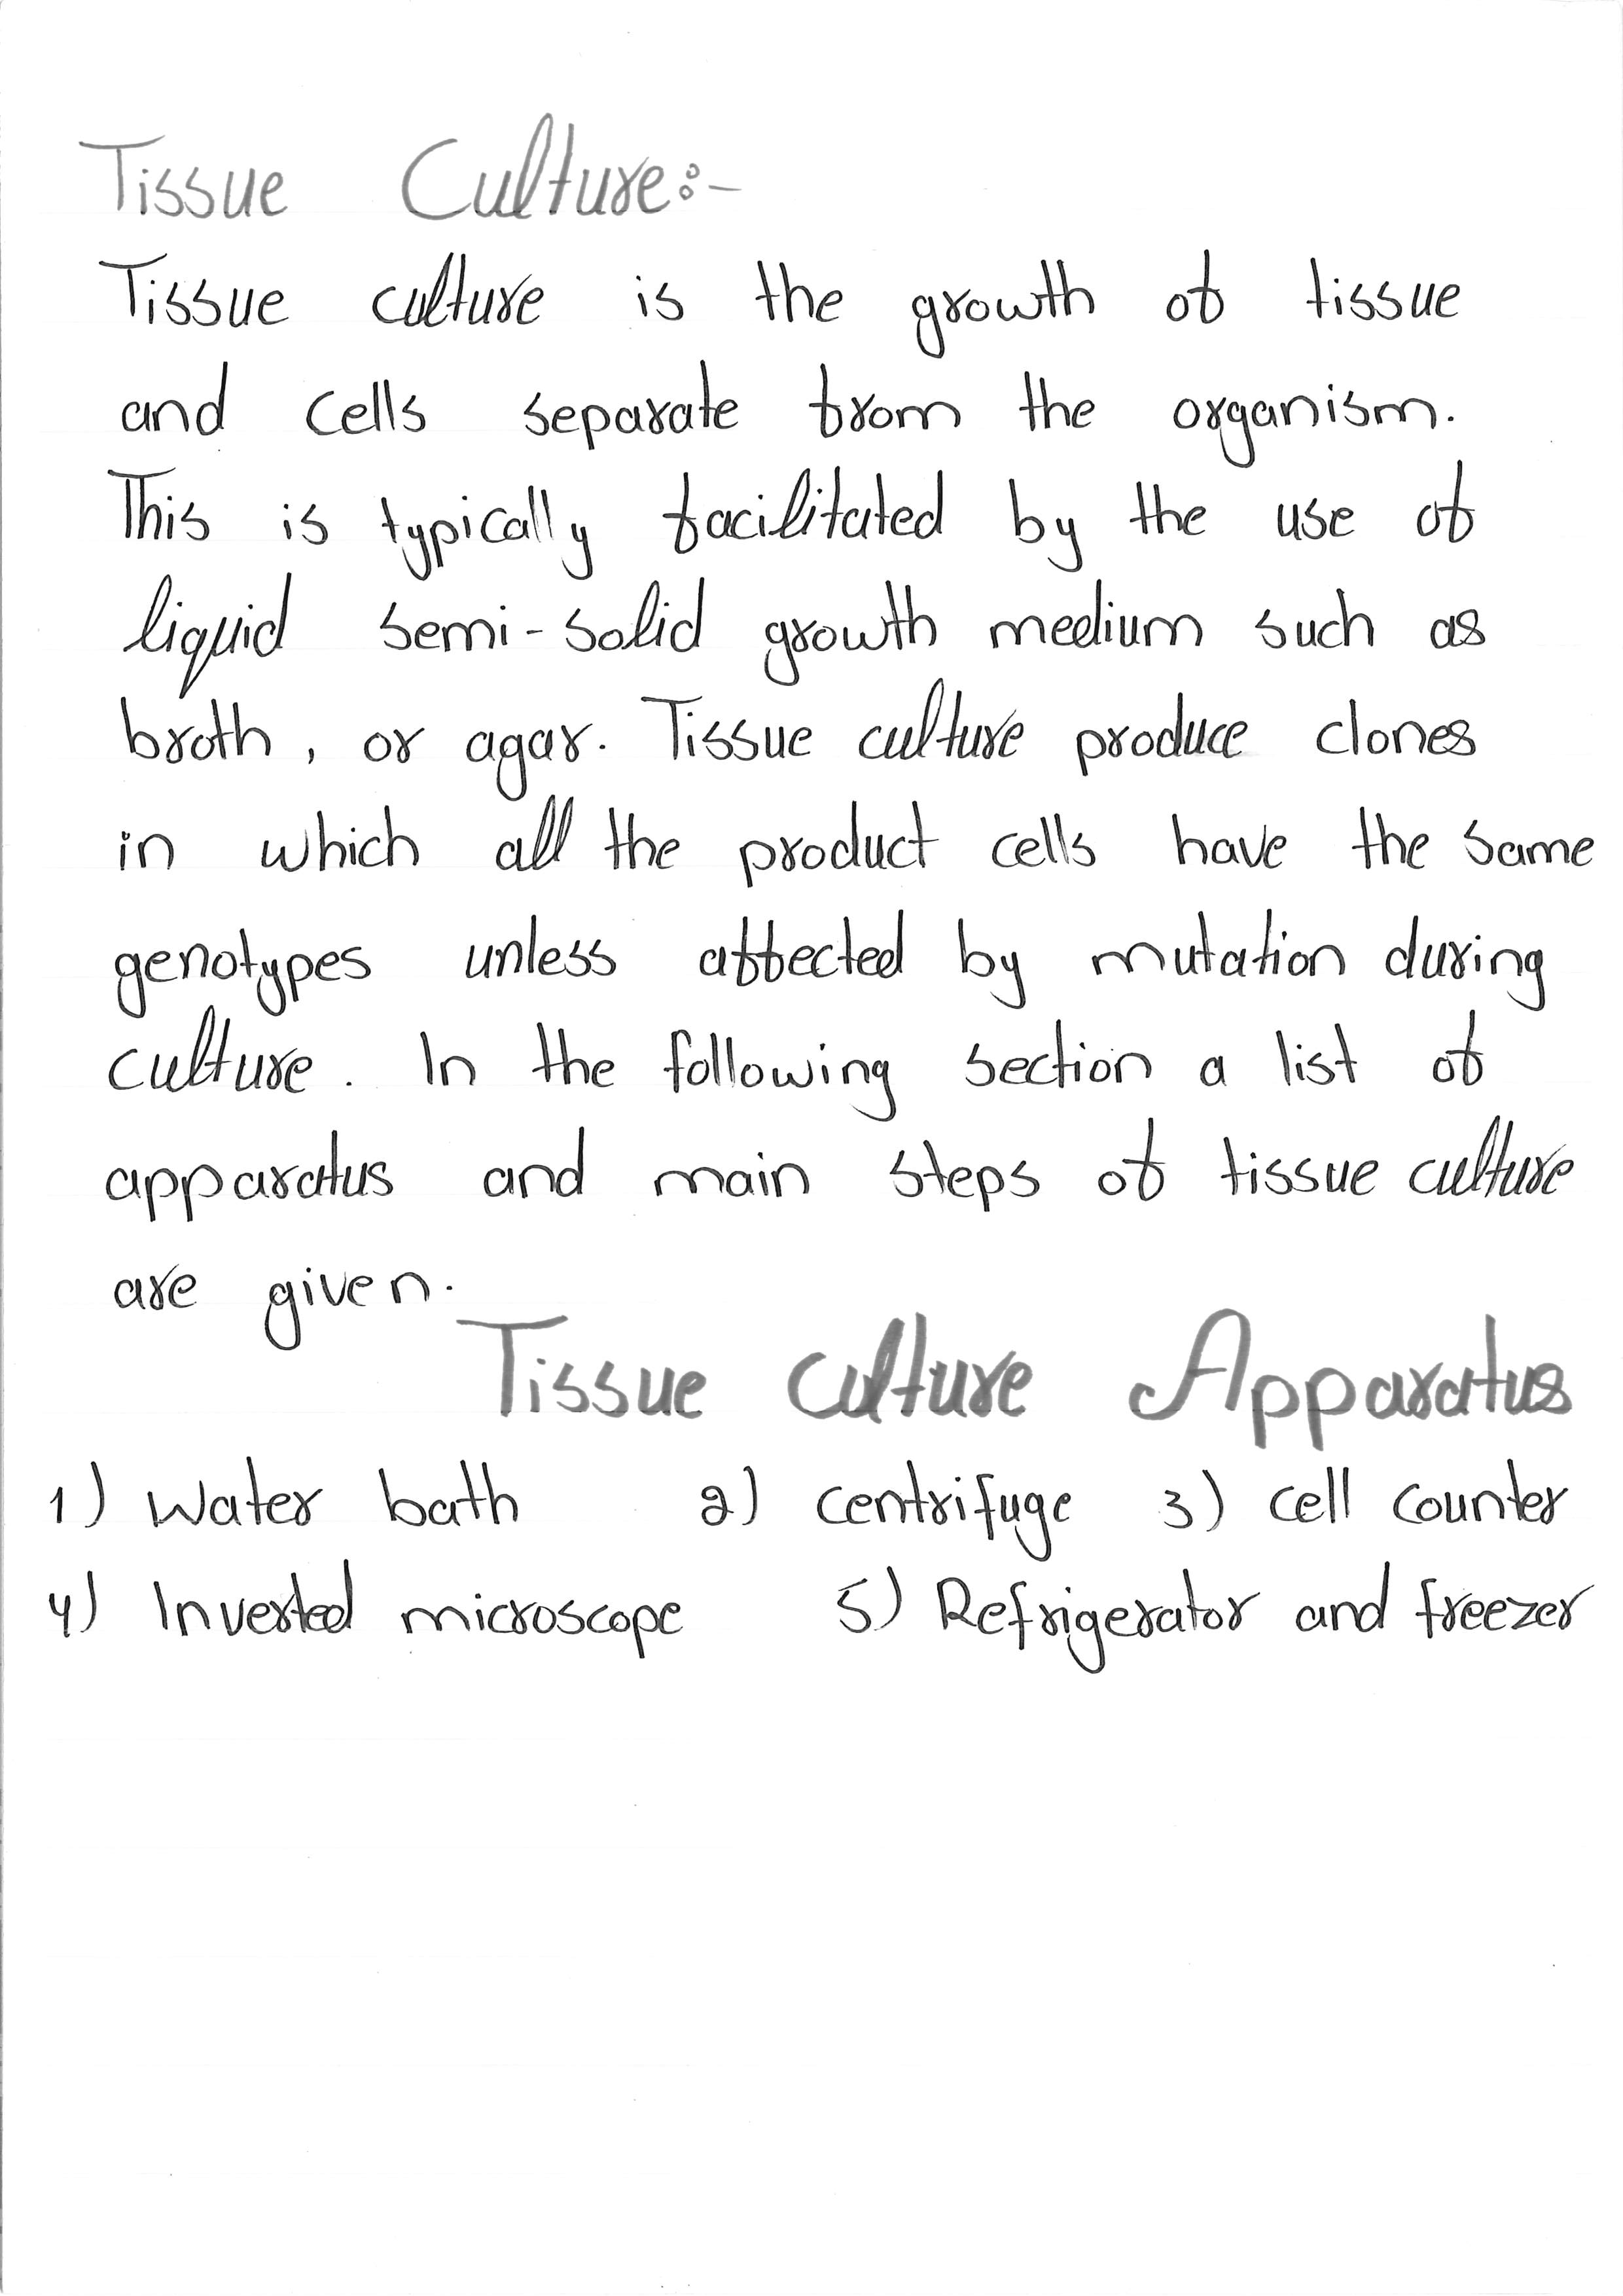 Tissue Culture:-
Tissue culture is the growth of tissue
and cells separate from the organism.
This is typically facilitated by the use of
liquid semi-solid growth medium such as
broth, or agar. Tissue culture produce clones
in which all the product cells have the same
genotypes unless affected by mutation during
culture. In the following section a list of
apparatus and main steps of tissue culture
are given.
Tissue culture Apparatus
1) Water bath 2) centrifuge 3) cell counter
4) Inverted microscope 5) Refrigerator and freezer